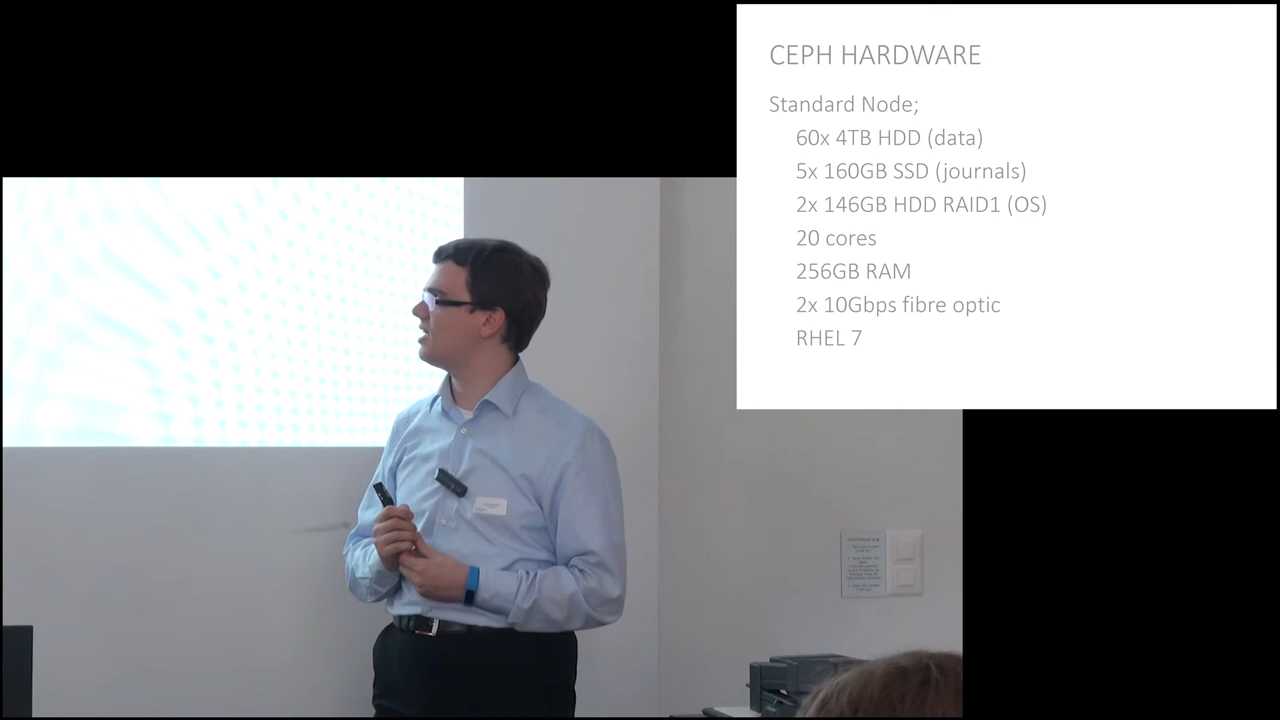 CEPH HARDWARE
Standard Node;
60x 4TB HDD (data)
5x 160GB SSD (journals)
2x 146GB HDD RAID1 (OS)
20 cores
256GB RAM
2x 10Gbps fibre optic
RHEL 7